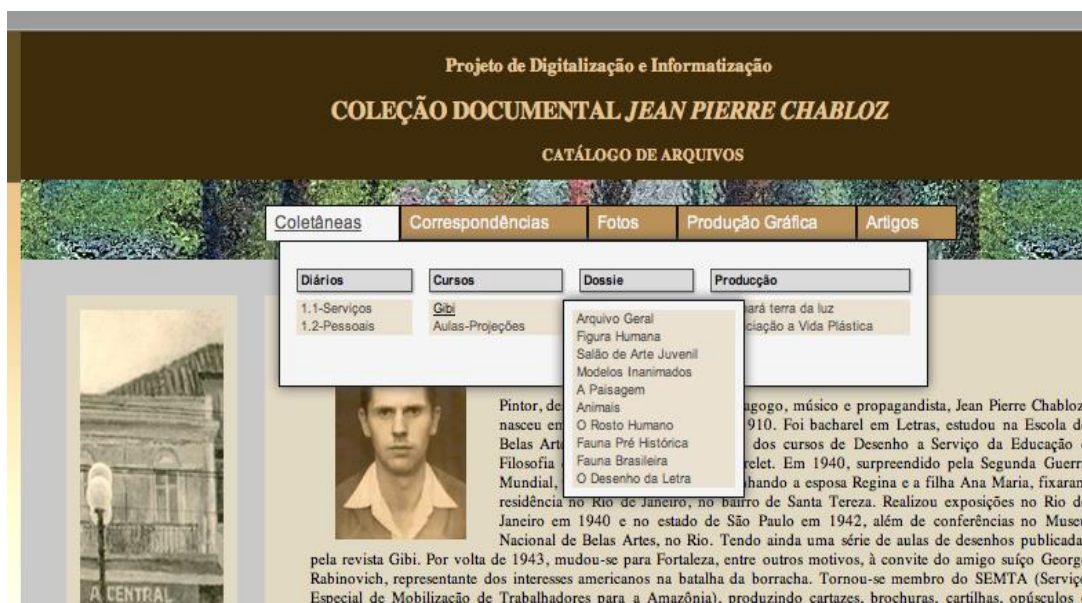 Projeto de Digitalização e Informatização
COLEÇÃO DOCUMENTAL JEAN PIERRE CHABLOZ
CATÁLOGO DE ARQUIVOS
Coletâneas Correspondências Fotos Produção Gráfica Artigos
Diários Cursos Dossie Producção
1.1-Serviços Gibi terra da luz
1.2-Pessoais Aulas-Projeções a Vida Plástica
Arquivo Geral
Figura Humana
Salão de Arte Juvenil
Modelos Inanimados
A Paisagem
Animais
O Rosto Humano
Fauna Pré Histórica
Fauna Brasileira
O Desenho da Letra
Pintor, músico e propagandista, Jean Pierre Chabloz
nasceu em 1910. Foi bacharel em Letras, estudou na Escola de
Belas dos cursos de Desenho a Serviço da Educação e
Filosofia Em 1940, surpreendido pela Segunda Guerra
Mundial, a esposa Regina e a filha Ana Maria, fixaram
residência no Rio de Janeiro, no bairro de Santa Tereza. Realizou exposições no Rio de
Janeiro em 1940 e no estado de São Paulo em 1942, além de conferências no Museu
Nacional de Belas Artes, no Rio. Tendo ainda uma série de aulas de desenhos publicadas
pela revista Gibi. Por volta de 1943, mudou-se para Fortaleza, entre outros motivos, à convite do amigo suíço George
Rabinovich, representante dos interesses americanos na batalha da borracha. Tornou-se membro do SEMTA (Serviço
Especial de Mobilização de Trabalhadores para a Amazônia), produzindo cartazes, brochuras, cartilhas, opúsculos
A CENTRAL